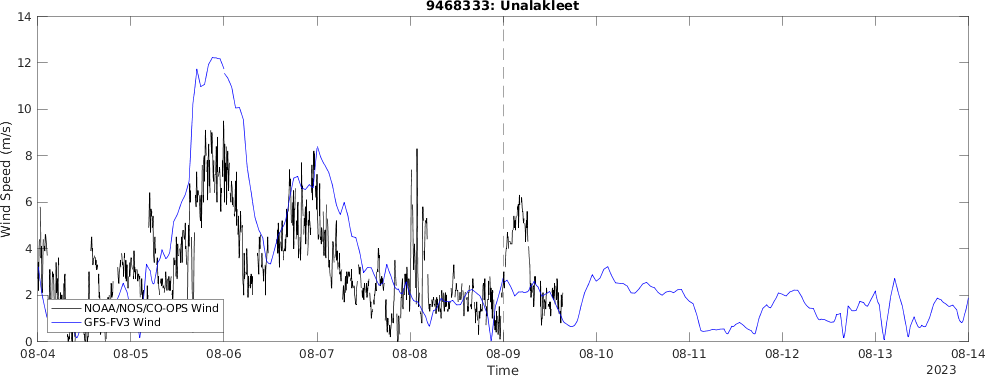 9468333: Unalakleet
14
12
10
8
6
4
2
0
Wind Speed (m/s)
NOAA/NOS/CO-OPS Wind
GFS-FV3 Wind
08-04 08-05 08-06 08-07 08-08 08-09 08-10 08-11 08-12 08-13 08-14
Time
2023